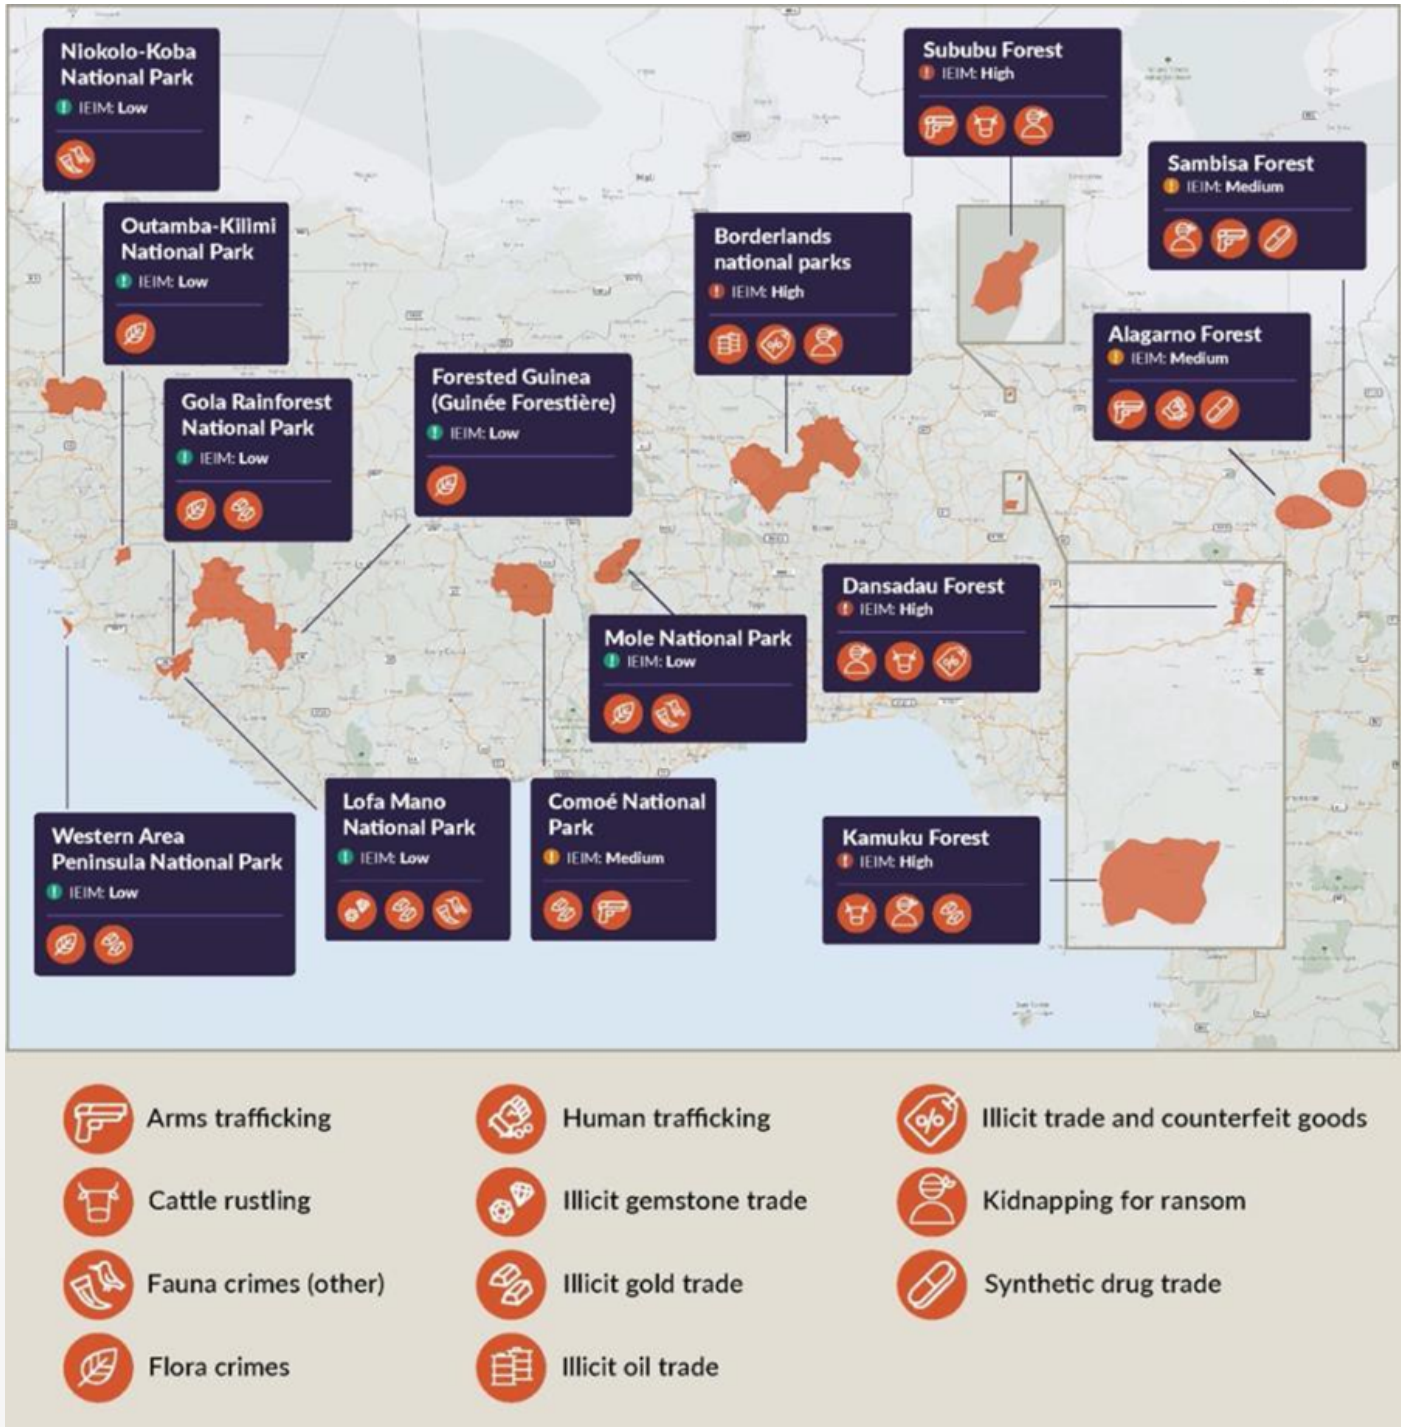 Niokolo-Koba
National Park
IEIM: Low
Outamba-Kilimi
National Park
IEIM: Low
Gola Rainforest
National Park
IEIM: Low
Forested Guinea
(Guinée Forestière)
IEIM: Low
Borderlands
national parks
IEIM: High
Sububu Forest
IEIM: High
Sambisa Forest
IEIM: Medium
Alagarno Forest
IEIM: Medium
Mali
Dansadau Forest
IEIM: High
Mole National Park
IEIM: Low
Western Area
Peninsula National Park
IEIM: Low
Lofa Mano
National Park
IEIM: Low
Comoé National
Park
IEIM: Medium
Kamuku Forest
IEIM: High
Arms trafficking
Cattle rustling
Fauna crimes (other)
Flora crimes
Human trafficking
Illicit gemstone trade
Illicit gold trade
Illicit oil trade
Illicit trade and counterfeit goods
Kidnapping for ransom
Synthetic drug trade